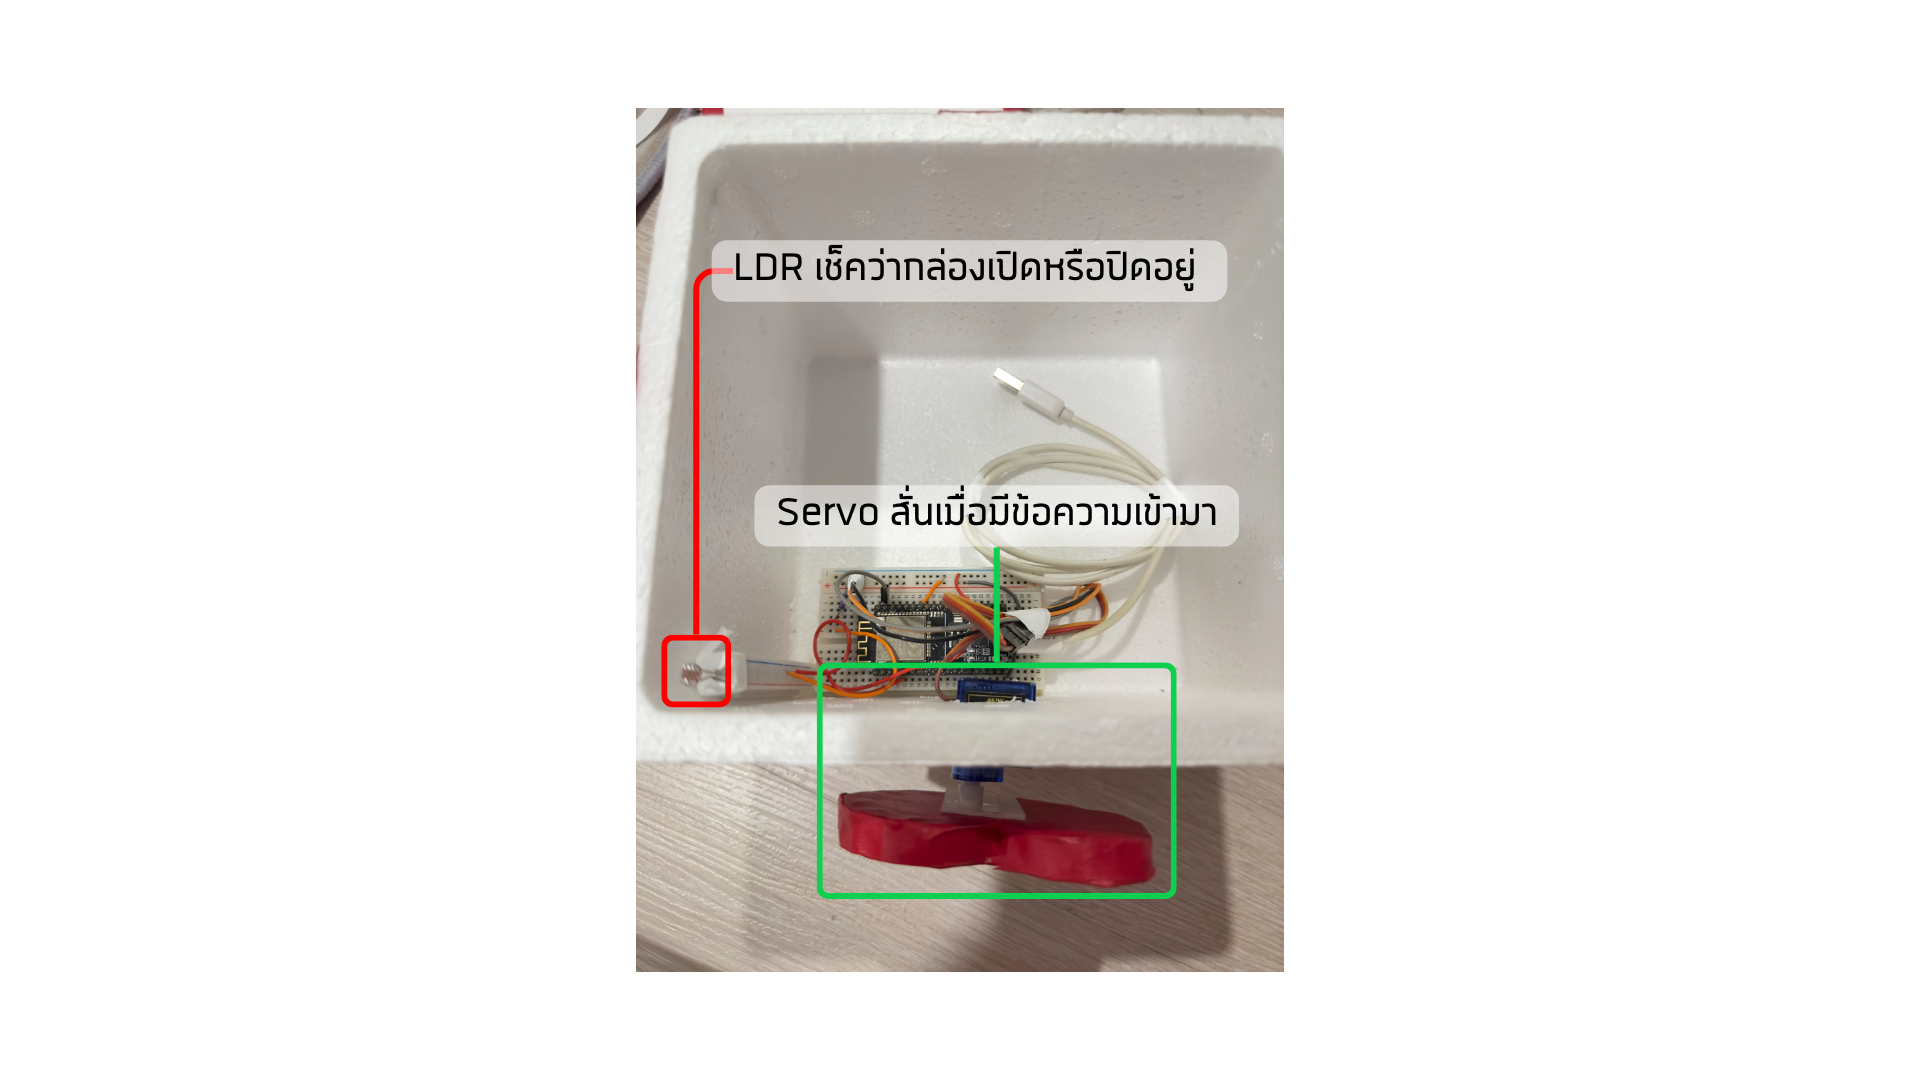 LDR เช็คว่ากล่องเปิดหรือปิดอยู่
Servo สั่นเมื่อมีข้อความเข้ามา